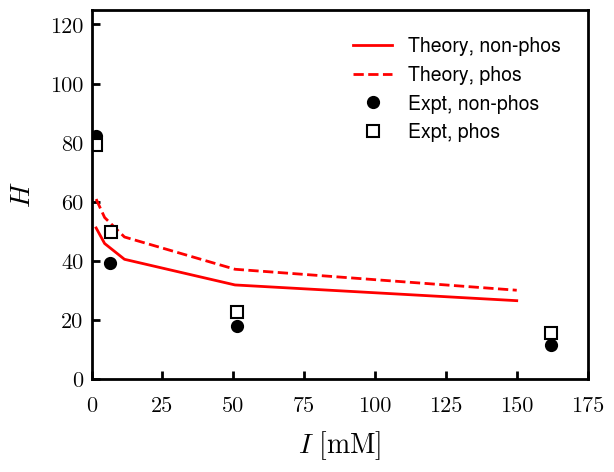 120
100
80
60
40
20
0
H
0 25 50 75 100 125 150 175
I [mM]
Theory, non-phos
Theory, phos
Expt, non-phos
Expt, phos